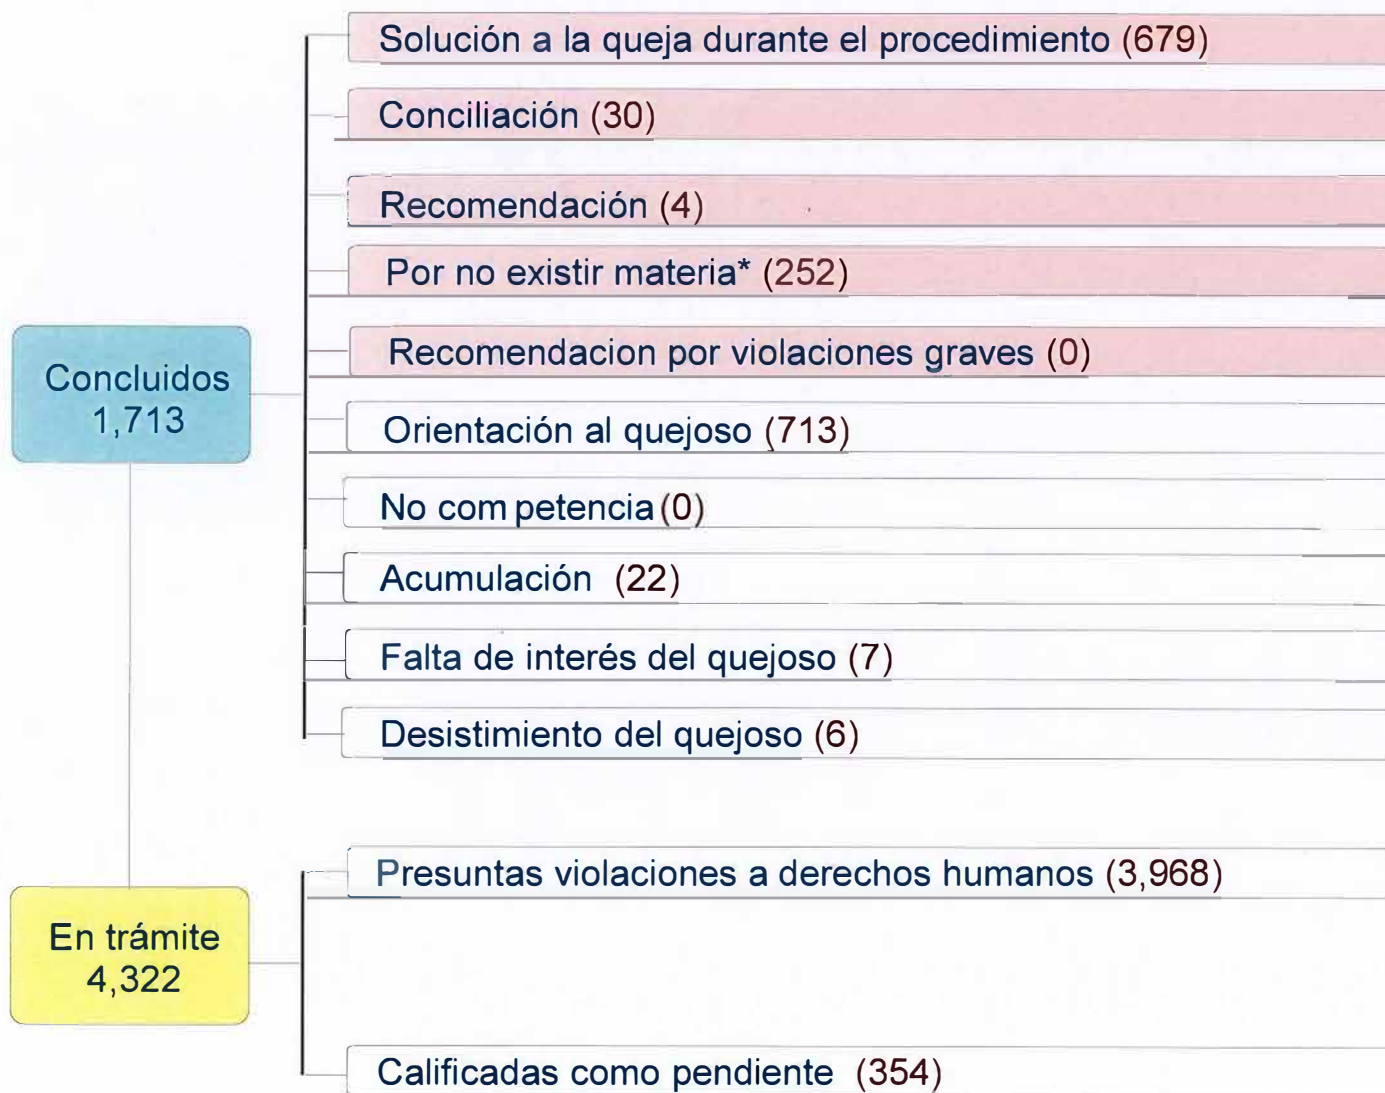 Solución a la queja durante el procedimiento (679)
Conciliación (30)
Recomendación (4)
Por no existir materia* (252)
Recomendacion por violaciones graves (0)
Concluidos
1,713
Orientación al quejoso (713)
No com petencia (0)
Acumulación (22)
Falta de interés del quejoso (7)
Desistimiento del quejoso (6)
Presuntas violaciones a derechos humanos (3,968)
En trámite
4,322
Calificadas como pendiente (354)